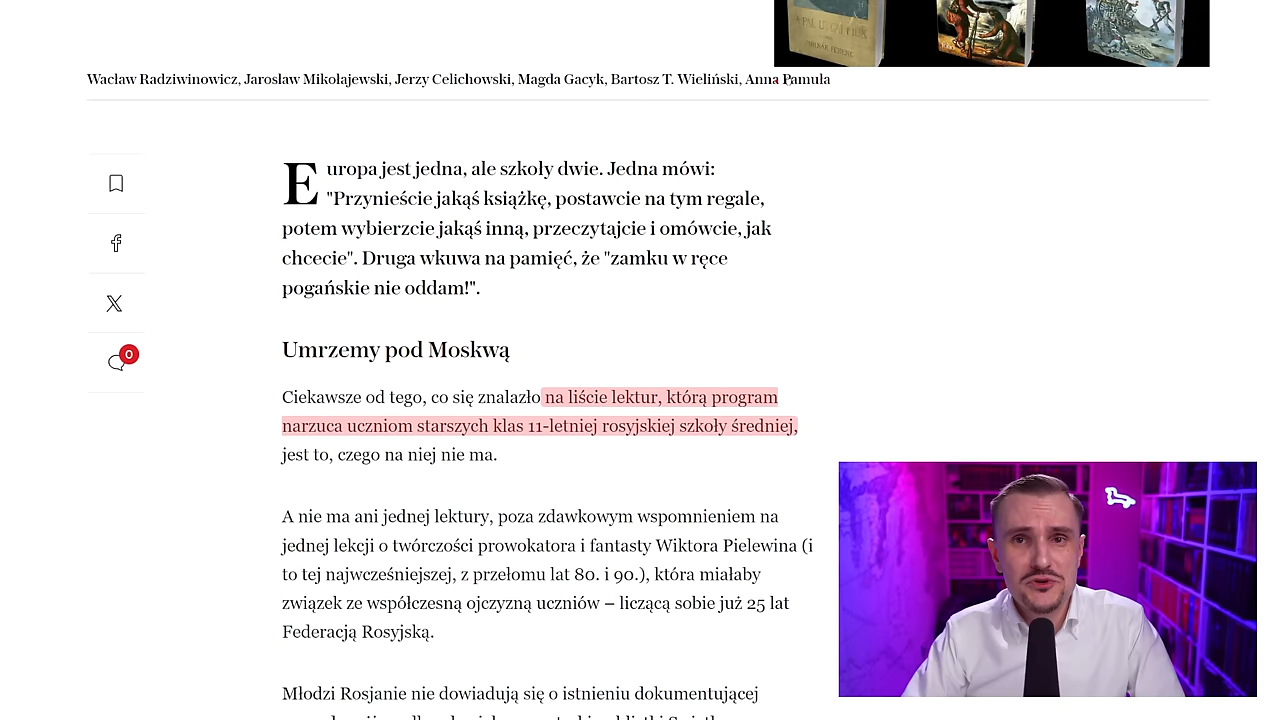 Wacław Radziwinowicz, Jarosław Mikołajewski, Jerzy Celichowski, Magda Gacyk, Bartosz T. Wieliński, Anna Pamuła
Europa jest jedna, ale szkoły dwie. Jedna mówi:
"Przynieście jakąś książkę, postawcie na tym regale,
potem wybierzcie jakąś inną, przeczytajcie i omówcie, jak
chcecie". Druga wkuwa na pamięć, że "zamku w ręce
pogańskie nie oddam!".
0
Umrzemy pod Moskwą
Ciekawsze od tego, co się znalazło na liście lektur, którą program
narzuca uczniom starszych klas 11-letniej rosyjskiej szkoły średniej,
jest to, czego na niej nie ma.
A nie ma ani jednej lektury, poza zdawkowym wspomnieniem na
jednej lekcji o twórczości prowokatora i fantasty Wiktora Pielewina (i
to tej najwcześniejszej, z przełomu lat 80. i 90.), która miałaby
związek ze współczesną ojczyzną uczniów – liczącą sobie już 25 lat
Federacją Rosyjską.
Młodzi Rosjanie nie dowiadują się o istnieniu dokumentującej